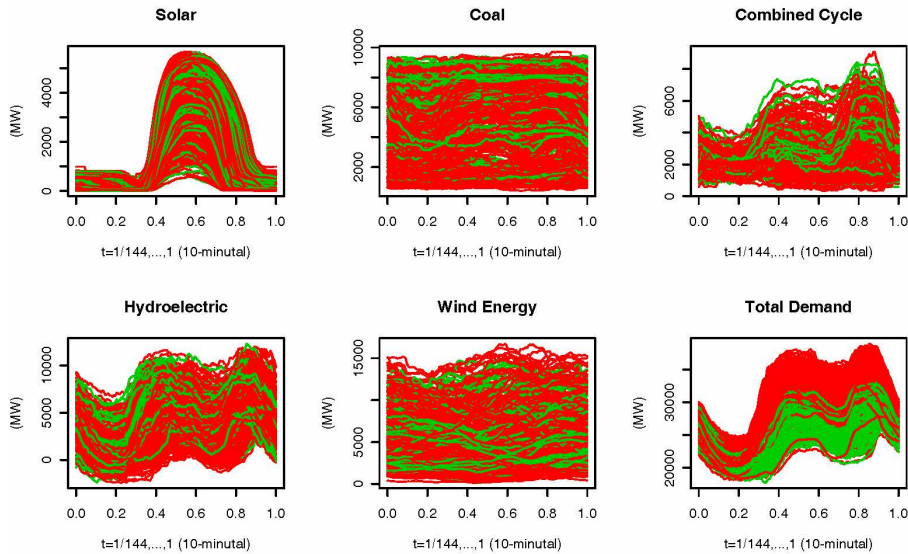 Solar
Coal
Combined Cycle
(MW)
0 2000 4000
0.0 0.2 0.4 0.6 0.8 1.0
t=1/144,...,1 (10-minutal)
(MW)
2000 6000 10000
0.0 0.2 0.4 0.6 0.8 1.0
t=1/144,...,1 (10-minutal)
(MW)
0 2000 6000
0.0 0.2 0.4 0.6 0.8 1.0
t=1/144,...,1 (10-minutal)
Hydroelectric
Wind Energy
Total Demand
(MW)
0 5000 10000
0.0 0.2 0.4 0.6 0.8 1.0
t=1/144,...,1 (10-minutal)
(MW)
0 5000 15000
0.0 0.2 0.4 0.6 0.8 1.0
t=1/144,...,1 (10-minutal)
(MW)
20000 30000
0.0 0.2 0.4 0.6 0.8 1.0
t=1/144,...,1 (10-minutal)